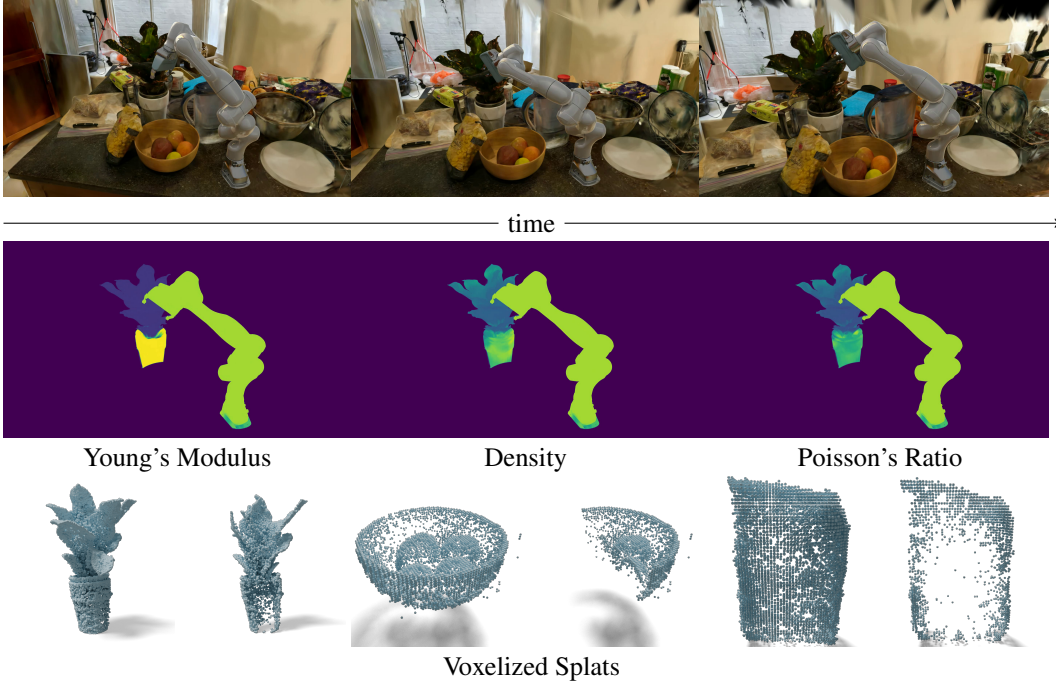 time
Young's Modulus
Density
Poisson's Ratio
Voxelized Splats